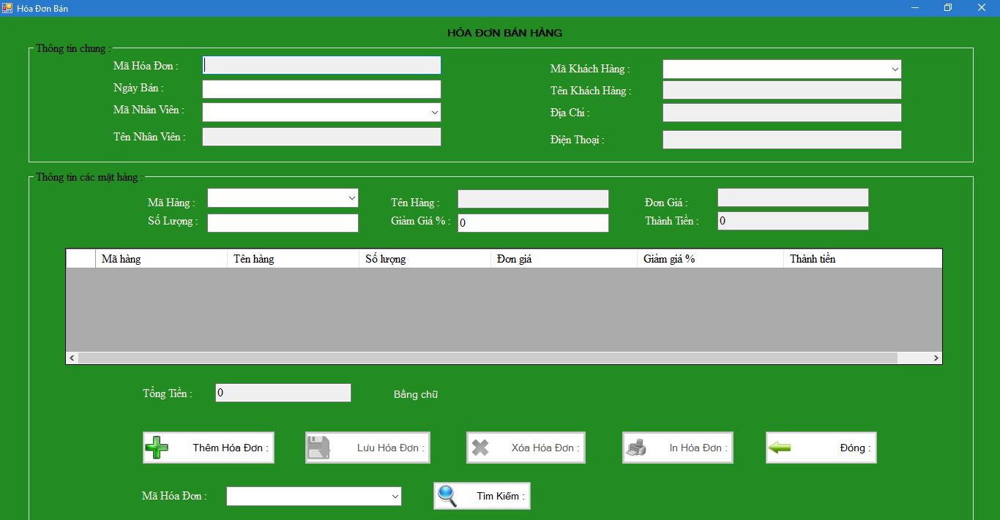 Hóa Đơn Bán
HÓA ĐƠN BÁN HÀNG
Thông tin chung :
Mã Hóa Đơn :
Ngày Bán :
Mã Nhân Viên :
Tên Nhân Viên :
Mã Khách Hàng :
Tên Khách Hàng :
Địa Chỉ :
Điện Thoại :
Thông tin các mặt hàng :
Mã Hàng : Tên Hàng : Đơn Giá :
Số Lượng : Giảm Giá % : 0 Thành Tiền : 0
Mã hàng Tên hàng Số lượng Đơn giá Giảm giá % Thành tiền
Tổng Tiền : 0 Bằng chữ
Thêm Hóa Đơn : Lưu Hóa Đơn : Xóa Hóa Đơn : In Hóa Đơn : Đóng :
Mã Hóa Đơn : Tìm Kiếm :